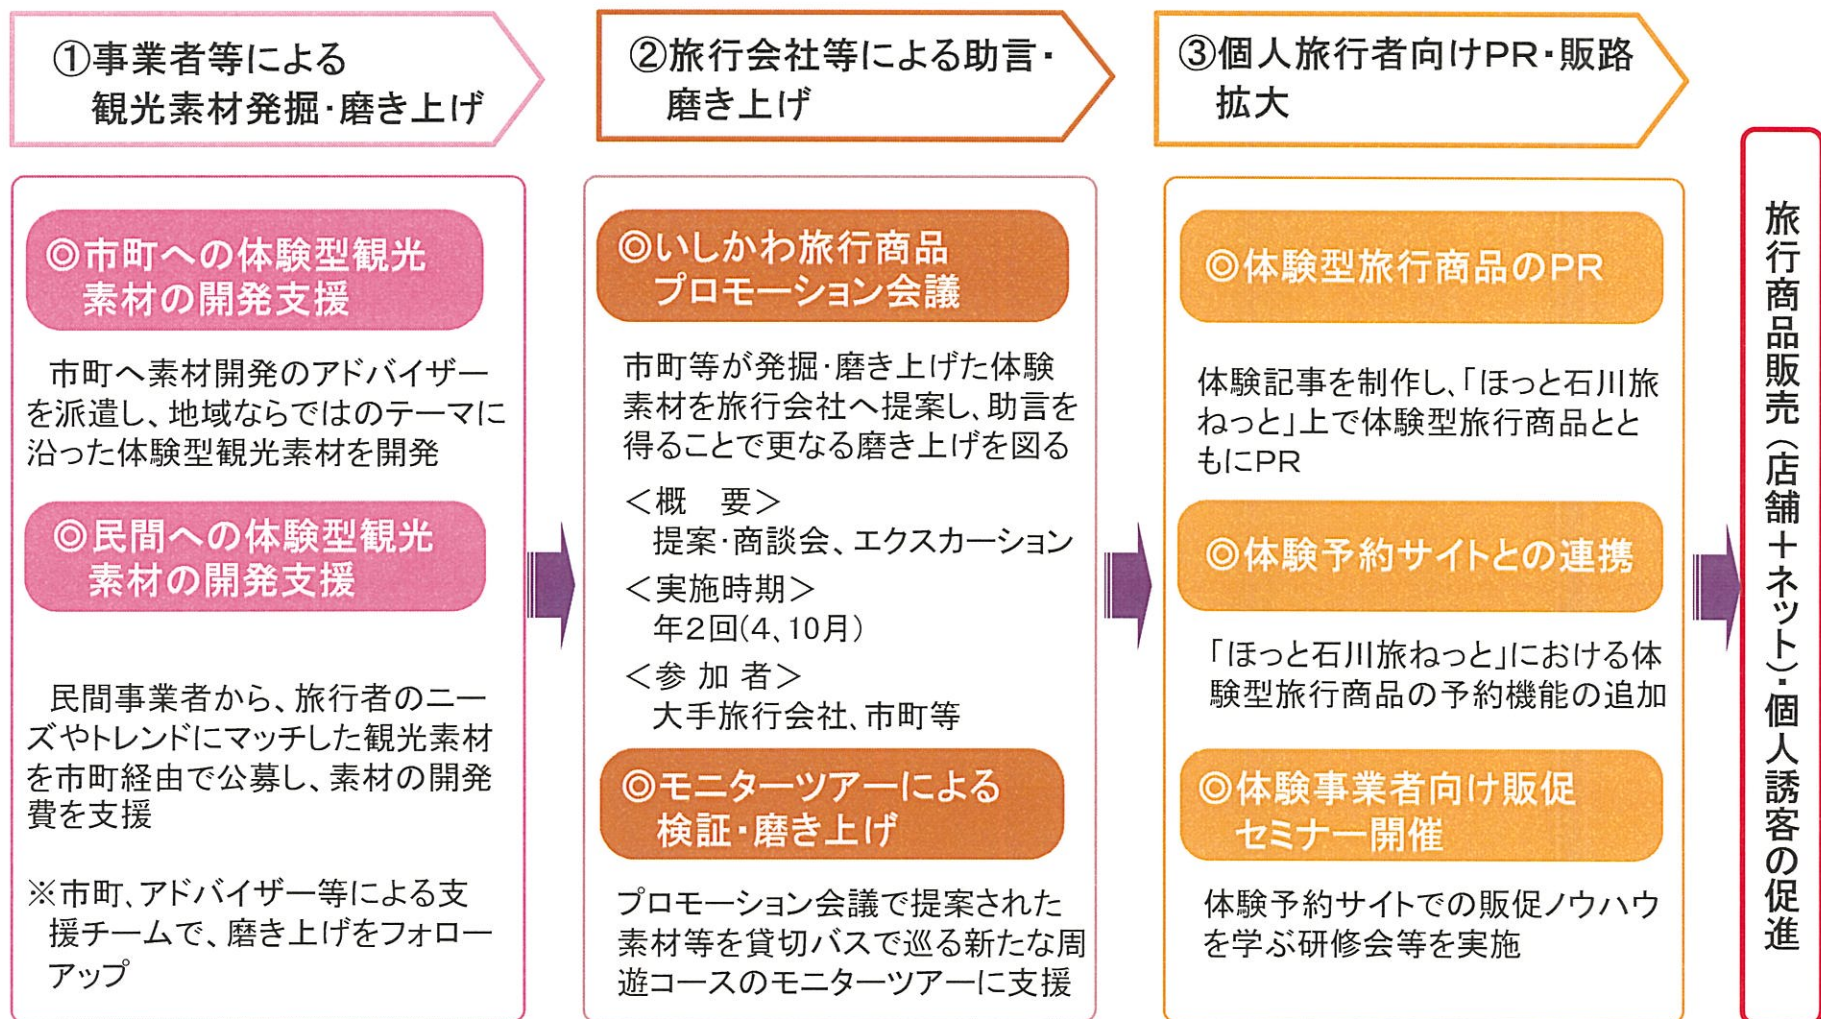 ①事業者等による
観光素材発掘・磨き上げ
◎市町への体験型観光
素材の開発支援
市町へ素材開発のアドバイザー
を派遣し、地域ならではのテーマに
沿った体験型観光素材を開発
◎民間への体験型観光
素材の開発支援
民間事業者から、旅行者のニー
ズやトレンドにマッチした観光素材
を市町経由で公募し、素材の開発
費を支援
※市町、アドバイザー等による支
援チームで、磨き上げをフォロー
アップ
②旅行会社等による助言・
磨き上げ
◎いしかわ旅行商品
プロモーション会議
市町等が発掘・磨き上げた体験
素材を旅行会社へ提案し、助言を
得ることで更なる磨き上げを図る
＜概　要＞
提案・商談会、エクスカーション
＜実施時期＞
年２回(４、10月)
＜参 加 者＞
大手旅行会社、市町等
◎モニターツアーによる
検証・磨き上げ
プロモーション会議で提案された
素材等を貸切バスで巡る新たな周
遊コースのモニターツアーに支援
③個人旅行者向けPR・販路
拡大
◎体験型旅行商品のPR
体験記事を制作し、「ほっと石川旅
ねっと」上で体験型旅行商品とと
もにPR
◎体験予約サイトとの連携
「ほっと石川旅ねっと」における体
験型旅行商品の予約機能の追加
◎体験事業者向け販促
セミナー開催
体験予約サイトでの販促ノウハウ
を学ぶ研修会等を実施
旅行商品販売（店舗＋ネット）・個人誘客の促進